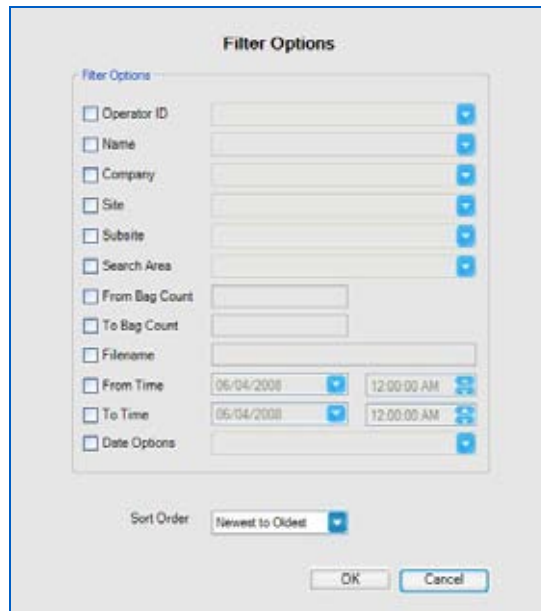 Filter Options
Filter Options
Operator ID
Name
Company
Site
Subsite
Search Area
From Bag Count
To Bag Count
Filename
From Time 06/04/2008 12:00:00 AM
To Time 06/04/2008 12:00:00 AM
Date Options
Sort Order Newest to Oldest
OK Cancel